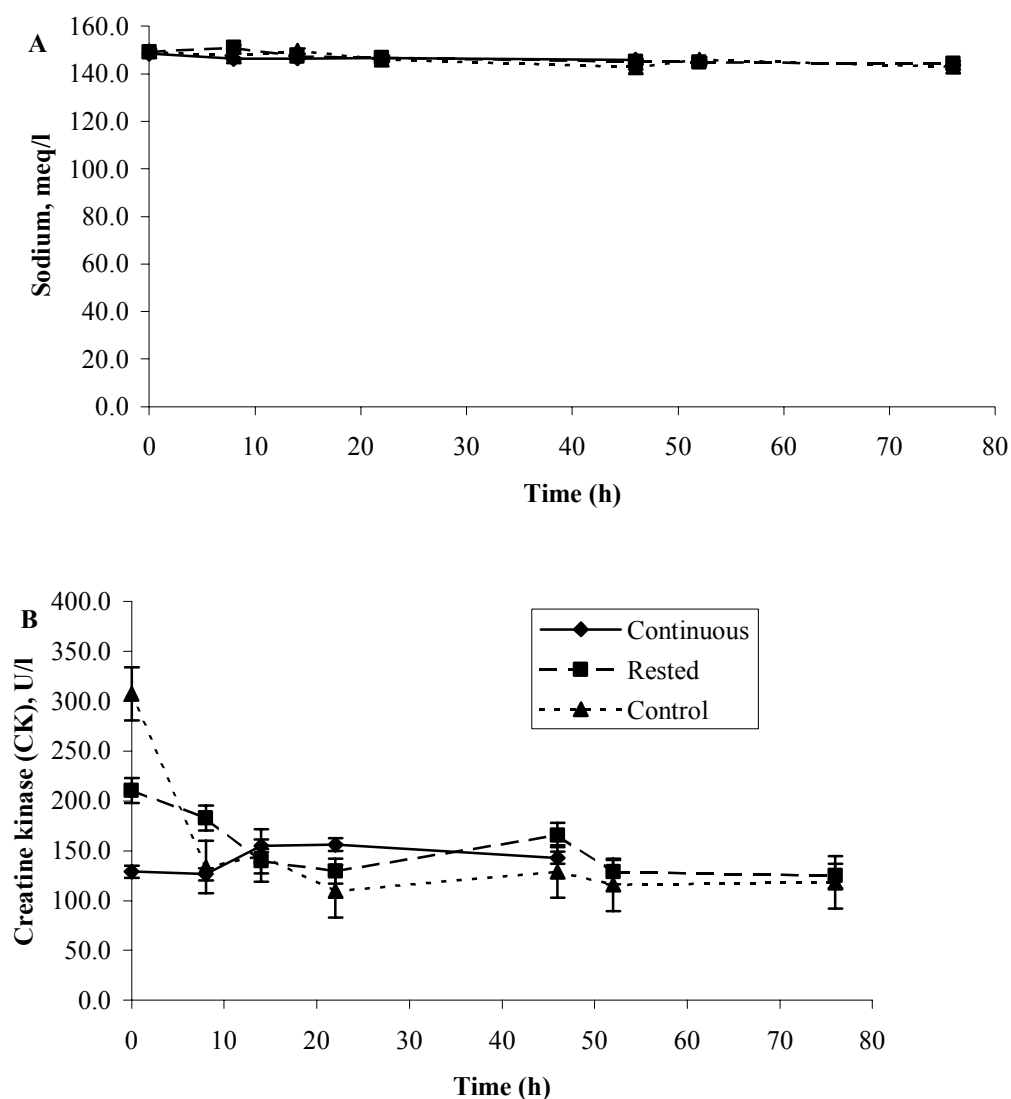 A
160.0
140.0
120.0
100.0
80.0
60.0
40.0
20.0
0.0
Sodium, meq/l
0 10 20 30 40 50 60 70 80
Time (h)
B
400.0
350.0
300.0
250.0
200.0
150.0
100.0
50.0
0.0
Creatine kinase (CK), U/l
Continuous
Rested
Control
0 10 20 30 40 50 60 70 80
Time (h)